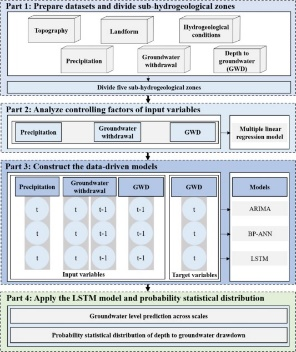 Part 1: Prepare datasets and divide sub-hydrogeological zones
Topography
Landform
Hydrogeological
conditions
Precipitation
Groundwater
withdrawal
Depth to
groundwater
(GWD)
Divide five sub-hydrogeological zones
Part 2: Analyze controlling factors of input variables
Precipitation
Groundwater
withdrawal
GWD
Multiple linear
regression model
Part 3: Construct the data-driven models
Precipitation
Groundwater
withdrawal
GWD
GWD
Models
t
t
t-1
t-1
t
ARIMA
t
t
t-1
t-1
t
BP-ANN
t
t
t-1
t-1
t
LSTM
Input variables
Target variables
Part 4: Apply the LSTM model and probability statistical distribution
Groundwater level prediction across scales
Probability statistical distribution of depth to groundwater drawdown